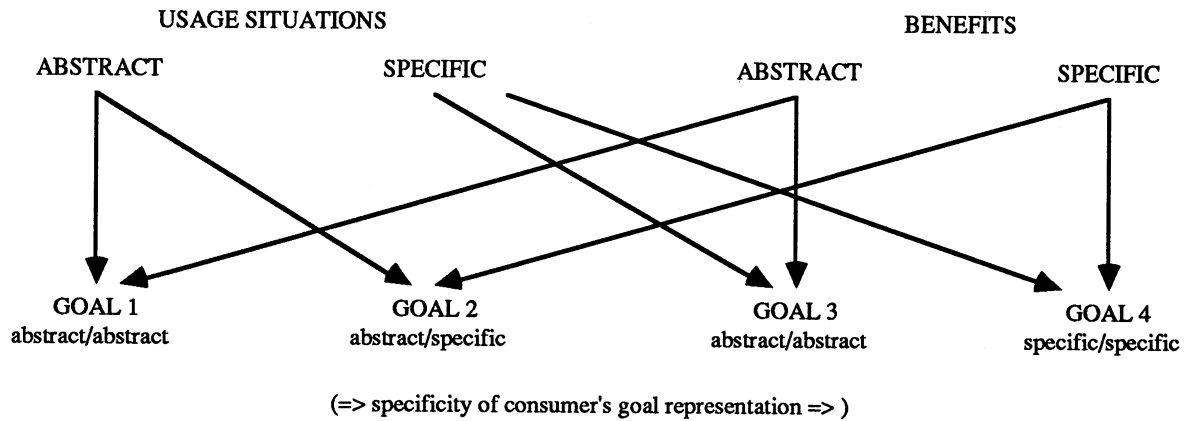 USAGE SITUATIONS BENEFITS
ABSTRACT SPECIFIC ABSTRACT SPECIFIC
GOAL 1 GOAL 2 GOAL 3 GOAL 4
abstract/abstract abstract/specific abstract/abstract specific/specific
(=> specificity of consumer's goal representation => )